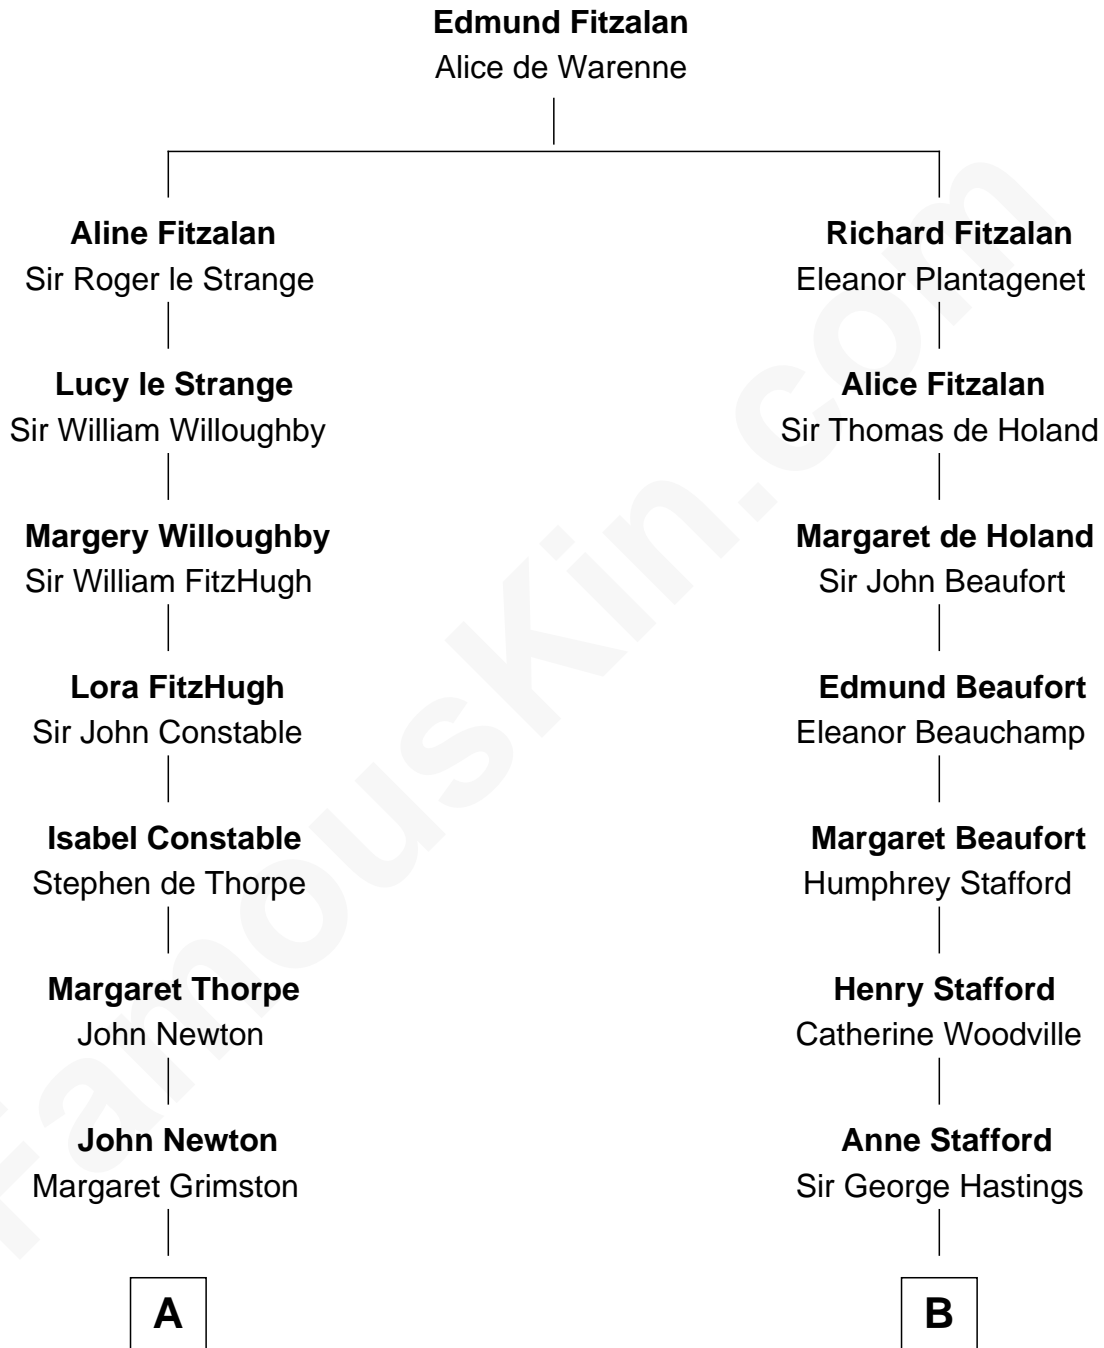 Edmund Fitzalan
Alice de Warenne
Aline Fitzalan
Sir Roger le Strange
Richard Fitzalan
Eleanor Plantagenet
Lucy le Strange
Sir William Willoughby
Alice Fitzalan
Sir Thomas de Holand
Margery Willoughby
Sir William FitzHugh
Margaret de Holand
Sir John Beaufort
Lora FitzHugh
Sir John Constable
Edmund Beaufort
Eleanor Beauchamp
Isabel Constable
Stephen de Thorpe
Margaret Beaufort
Humphrey Stafford
Margaret Thorpe
John Newton
Henry Stafford
Catherine Woodville
John Newton
Margaret Grimston
Anne Stafford
Sir George Hastings
A
B
FamousKin.com